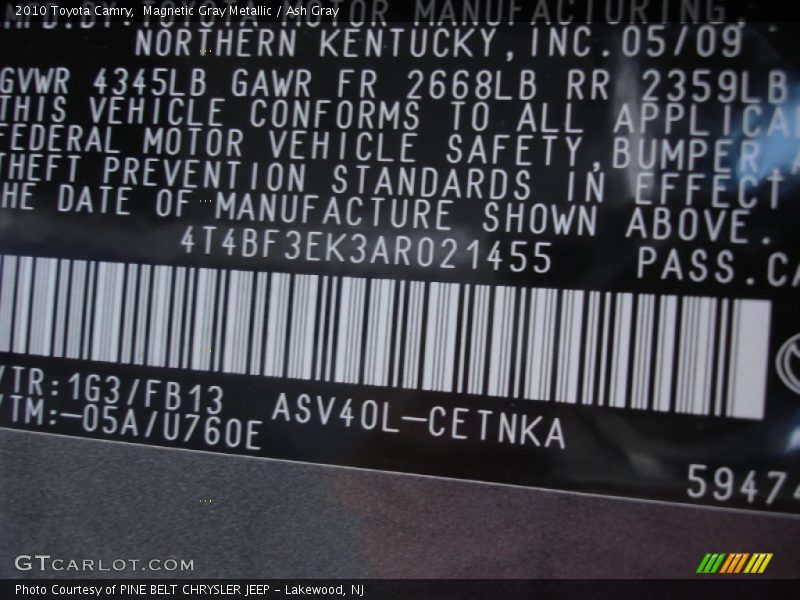 2010 Toyota Camry,  Magnetic Gray Metallic / Ash Gray
MANUFACTURING
NORTHERN KENTUCKY, INC. 05/09
GVWR 4345LB GAWR FR 2668LB RR 2359LB
THIS VEHICLE CONFORMS TO ALL
FEDERAL MOTOR VEHICLE SAFETY, BUMPER
THEFT PREVENTION STANDARDS IN EFFECT
HE DATE OF MANUFACTURE SHOWN ABOVE.
4T4BF3EK3AR021455 PASS.
/TR:1G3/FB13 ASV40L-CETNKA
/TM:-05A/U760E
5947
GTCARLOT.COM
Photo Courtesy of PINE BELT CHRYSLER JEEP - Lakewood, NJ